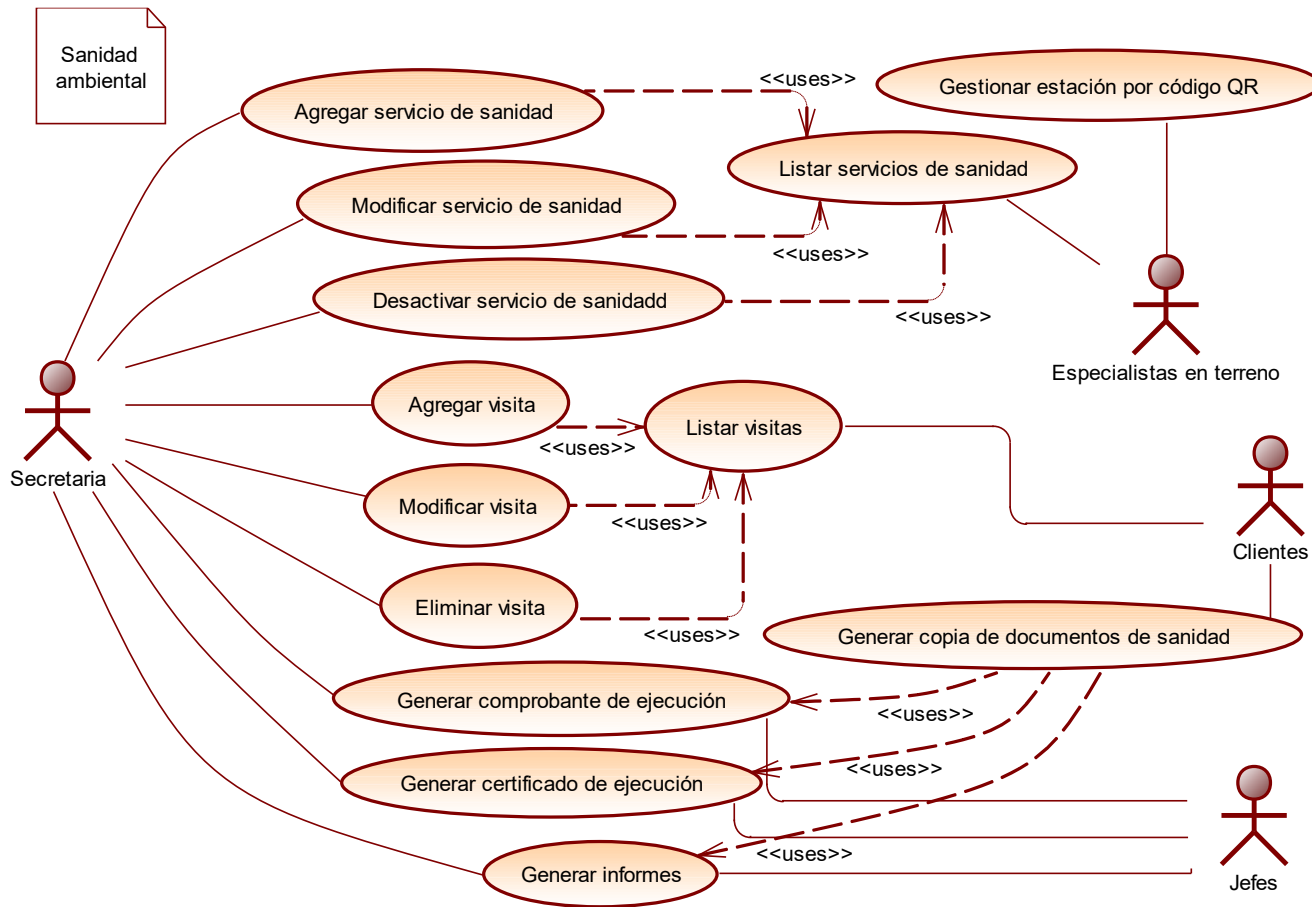 Sanidad
ambiental
<<uses>>
Gestionar estación por código QR
Agregar servicio de sanidad
Listar servicios de sanidad
Modificar servicio de sanidad
<<uses>>
Desactivar servicio de sanidadd
<<uses>>
Especialistas en terreno
Agregar visita
Listar visitas
<<uses>>
Secretaria
Modificar visita
<<uses>>
Clientes
Eliminar visita
<<uses>>
Generar copia de documentos de sanidad
Generar comprobante de ejecución
<<uses>>
Generar certificado de ejecución
<<uses>>
<<uses>>
Generar informes
Jefes